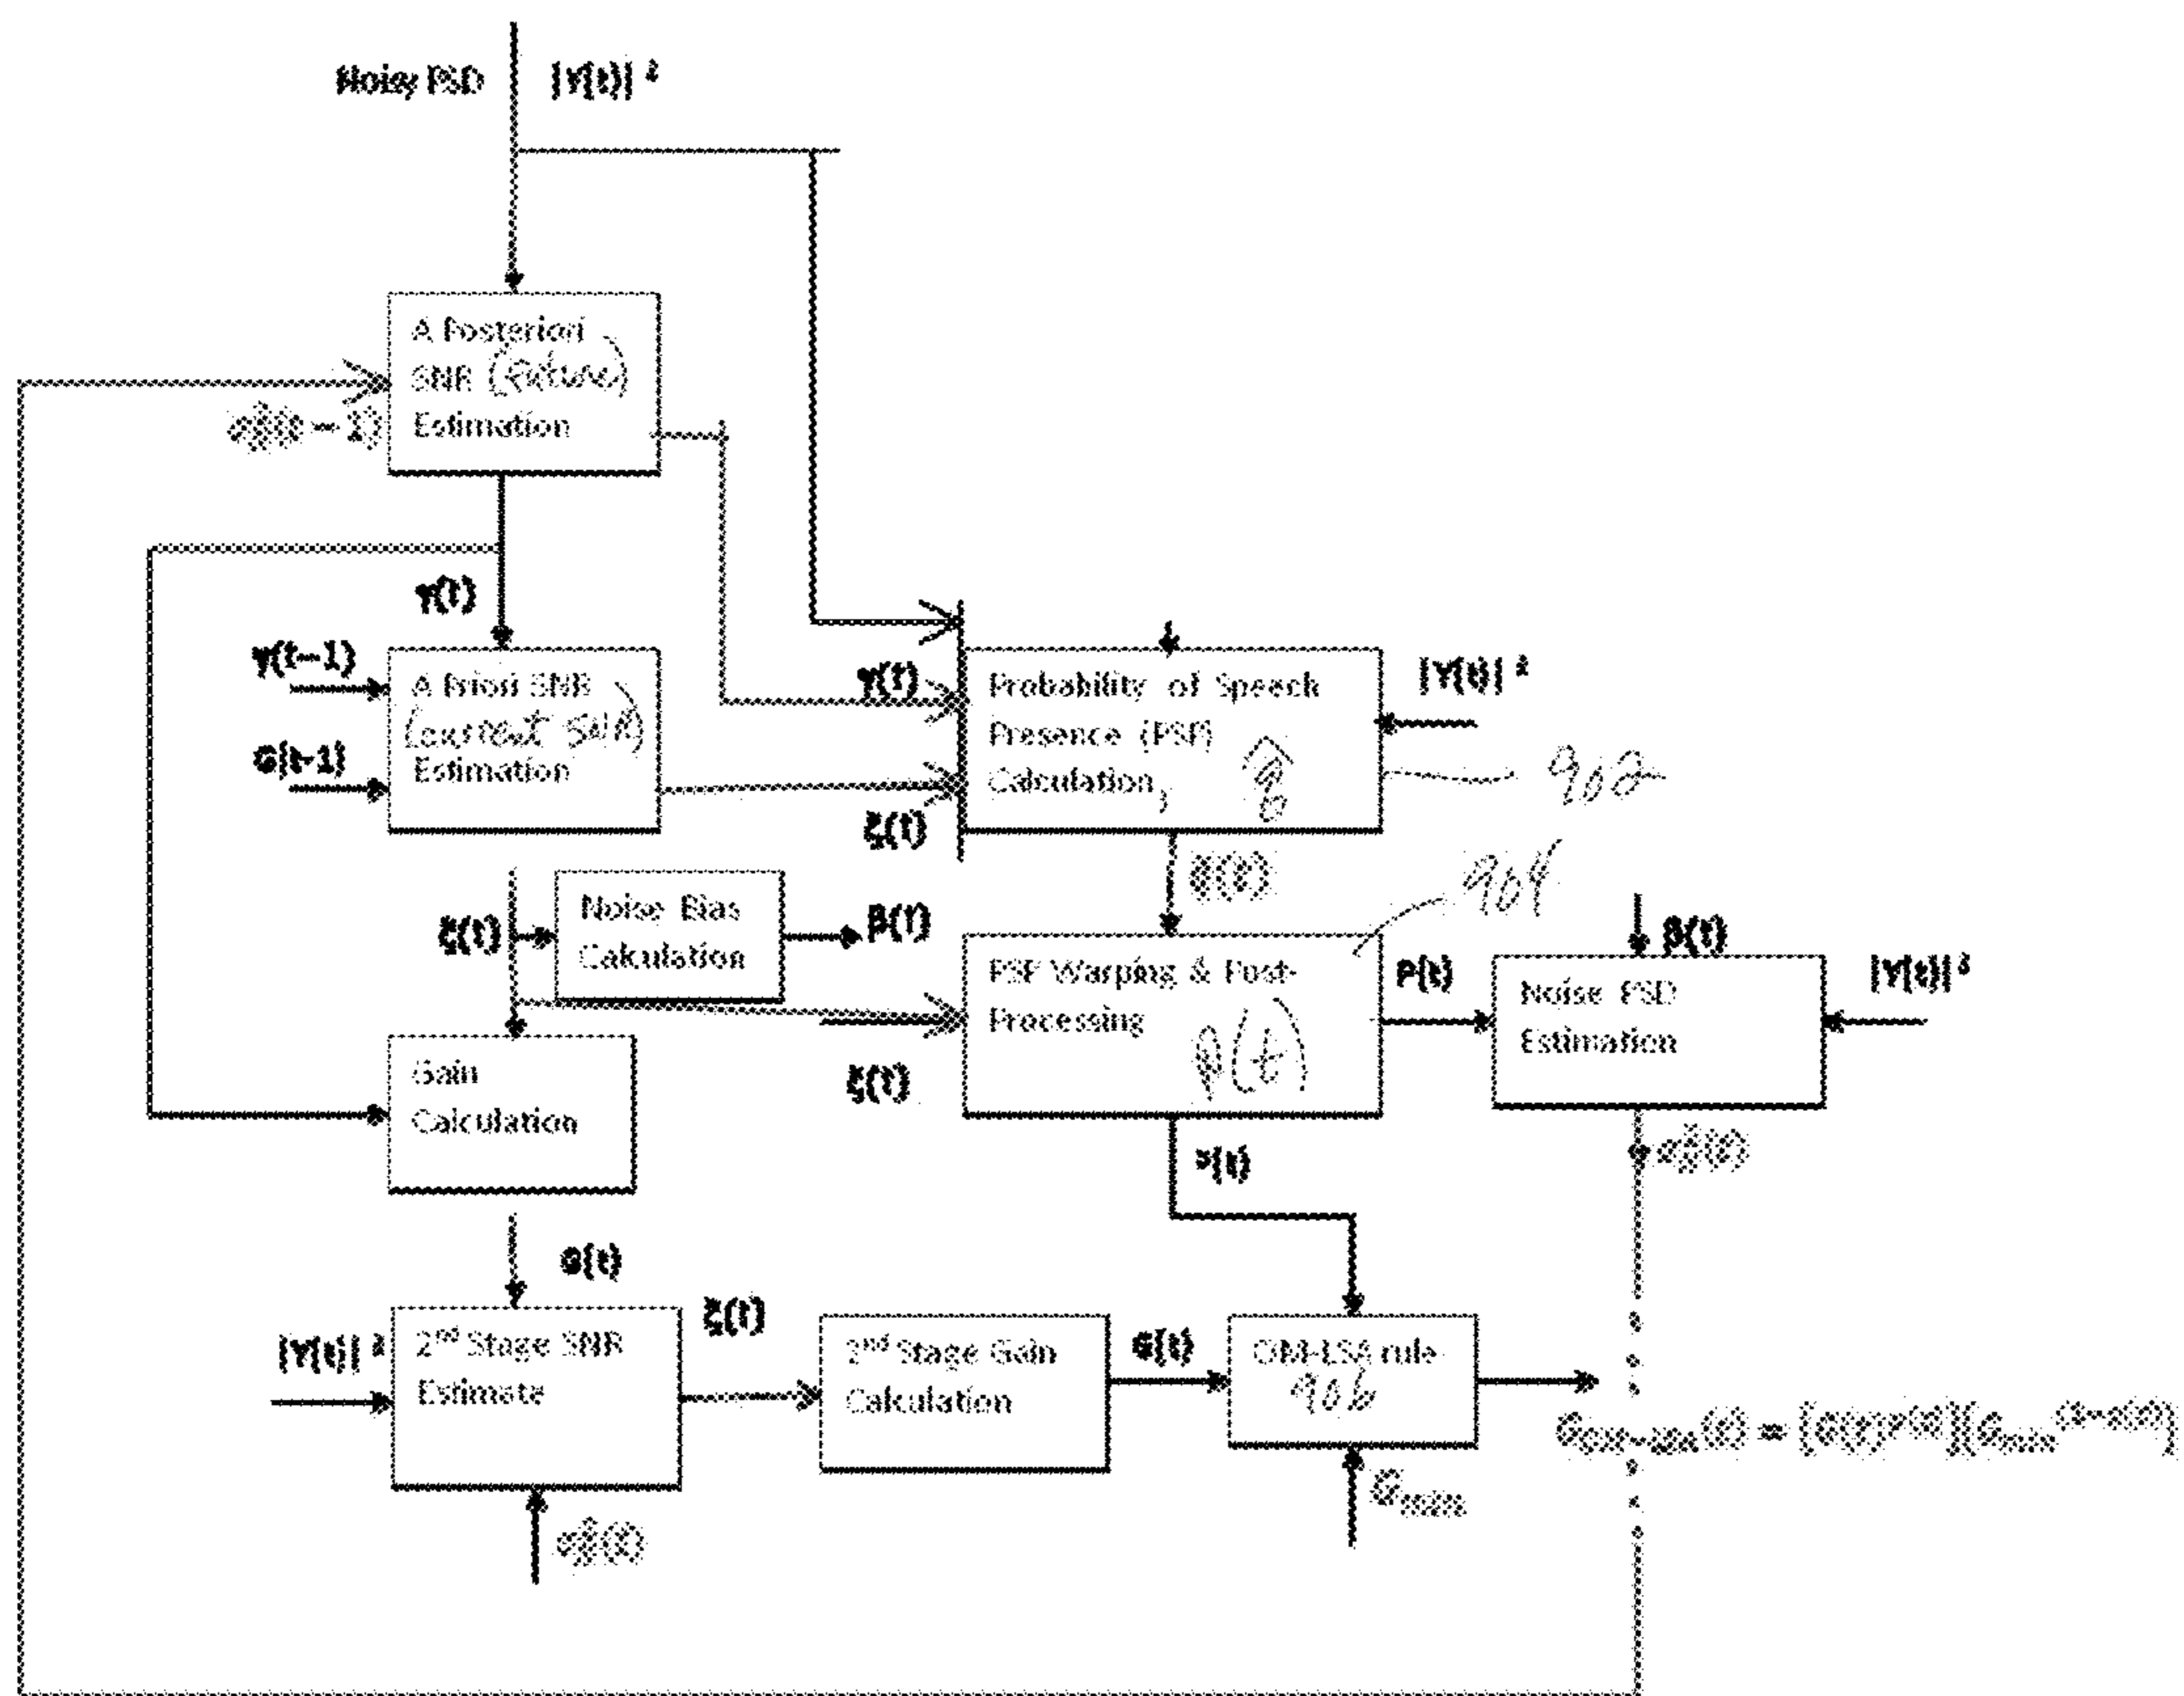 Noisy PSD |Y(t)| ²
A Posteriori
SNR
Estimation
γ(t)
γ(t-1)
G(t-1)
A Priori SNR
(current SNR)
Estimation
γ(t)
ξ(t)
Probability of Speech
Presence (PSP)
Calculation,
|Y(t)| ²
902
904
ξ(t)
Noise Bias
Calculation
β(t)
PSP Warping & Post-
Processing
p(t)
ξ(t)
P(t)
β(t)
Noise PSD
Estimation
|Y(t)| ²
Gain
Calculation
G(t)
|Y(t)| ²
2nd Stage SNR
Estimate
ξ(t)
2nd Stage Gain
Calculation
G(t)
OM-LSA rule
906
Gmin